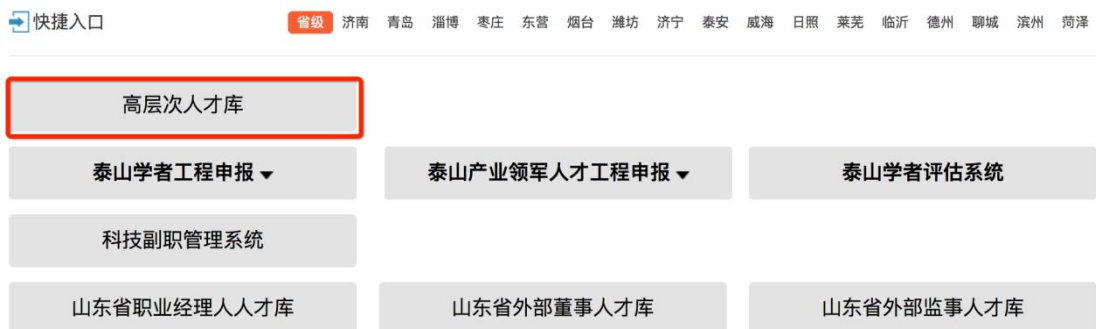 快捷入口 省级 济南 青岛 淄博 枣庄 东营 烟台 潍坊 济宁 泰安 威海 日照 莱芜 临沂 德州 聊城 滨州 菏泽
高层次人才库
泰山学者工程申报 泰山产业领军人才工程申报 泰山学者评估系统
科技副职管理系统
山东省职业经理人人才库 山东省外部董事人才库 山东省外部监事人才库